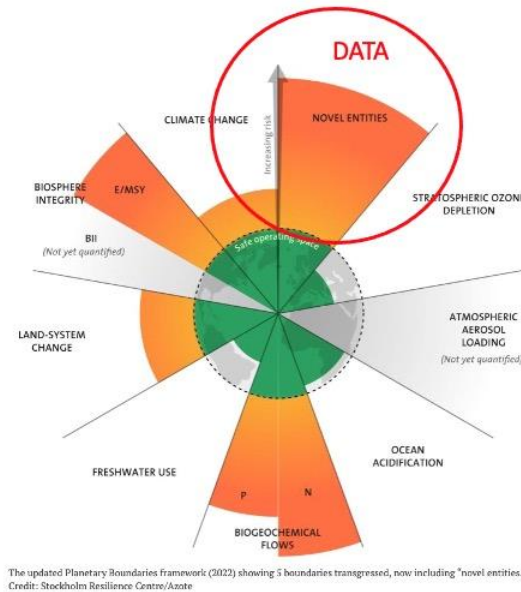 DATA
CLIMATE CHANGE
NOVEL ENTITIES
Increasing risk
BIOSPHERE
INTEGRITY
E/MSY
STRATOSPHERIC OZONE
DEPLETION
Safe operating space
BII
(Not yet quantified)
LAND-SYSTEM
CHANGE
ATMOSPHERIC
AEROSOL
LOADING
(Not yet quantified)
OCEAN
ACIDIFICATION
FRESHWATER USE
P
N
BIOGEOCHEMICAL
FLOWS
The updated Planetary Boundaries framework (2022) showing 5 boundaries transgressed, now including "novel entities.
Credit: Stockholm Resilience Centre/Azote